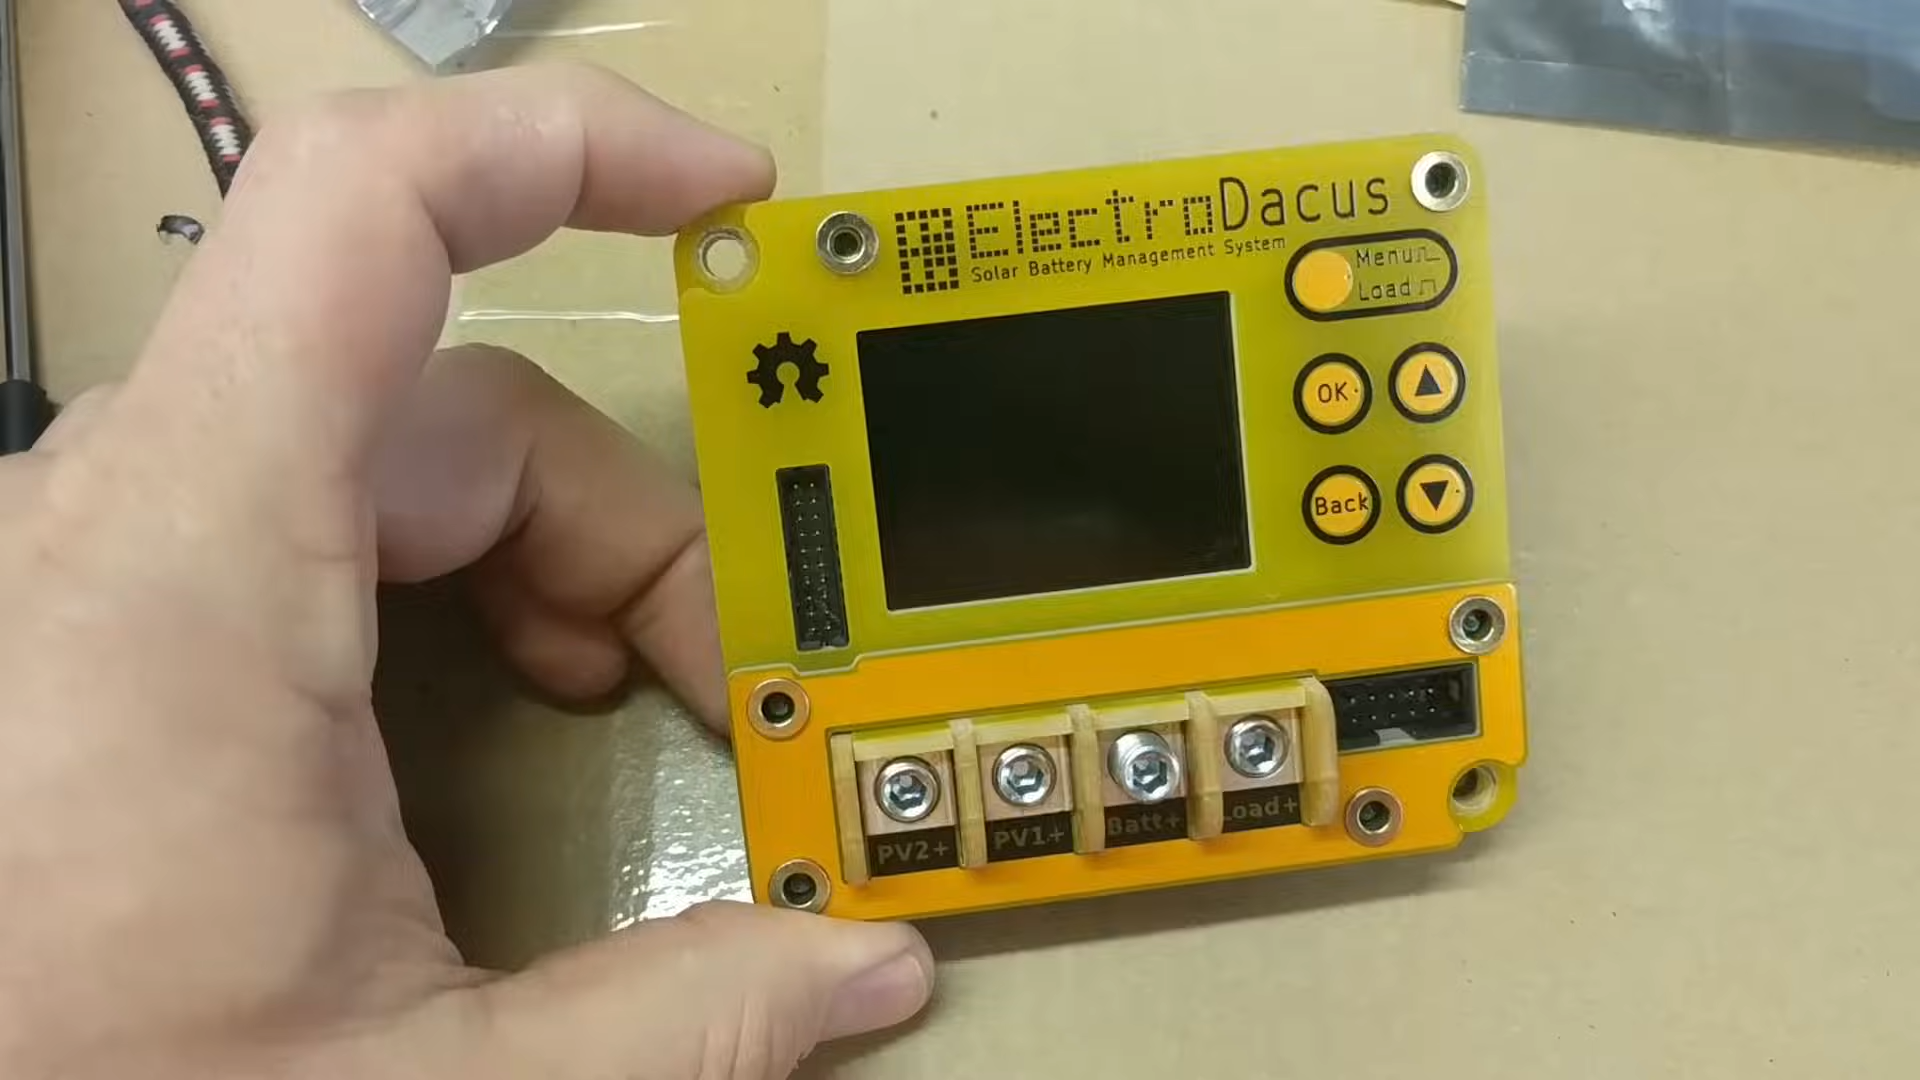 ElectroDacus
Solar Battery Management System
Menu
Load
OK
Back
PV2+
PV1+
Batt+
Load+